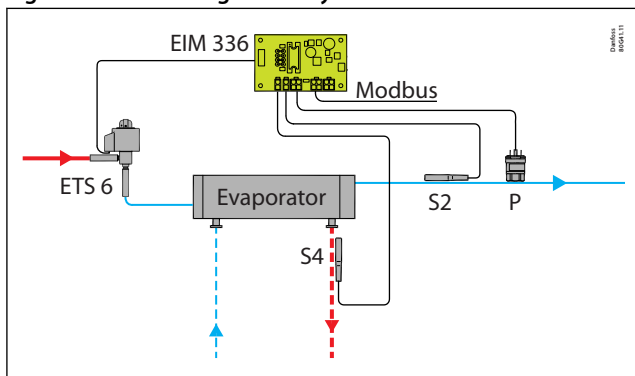 EIM 336
Danfoss
80G41.11
Modbus
ETS 6
Evaporator
S2
P
S4